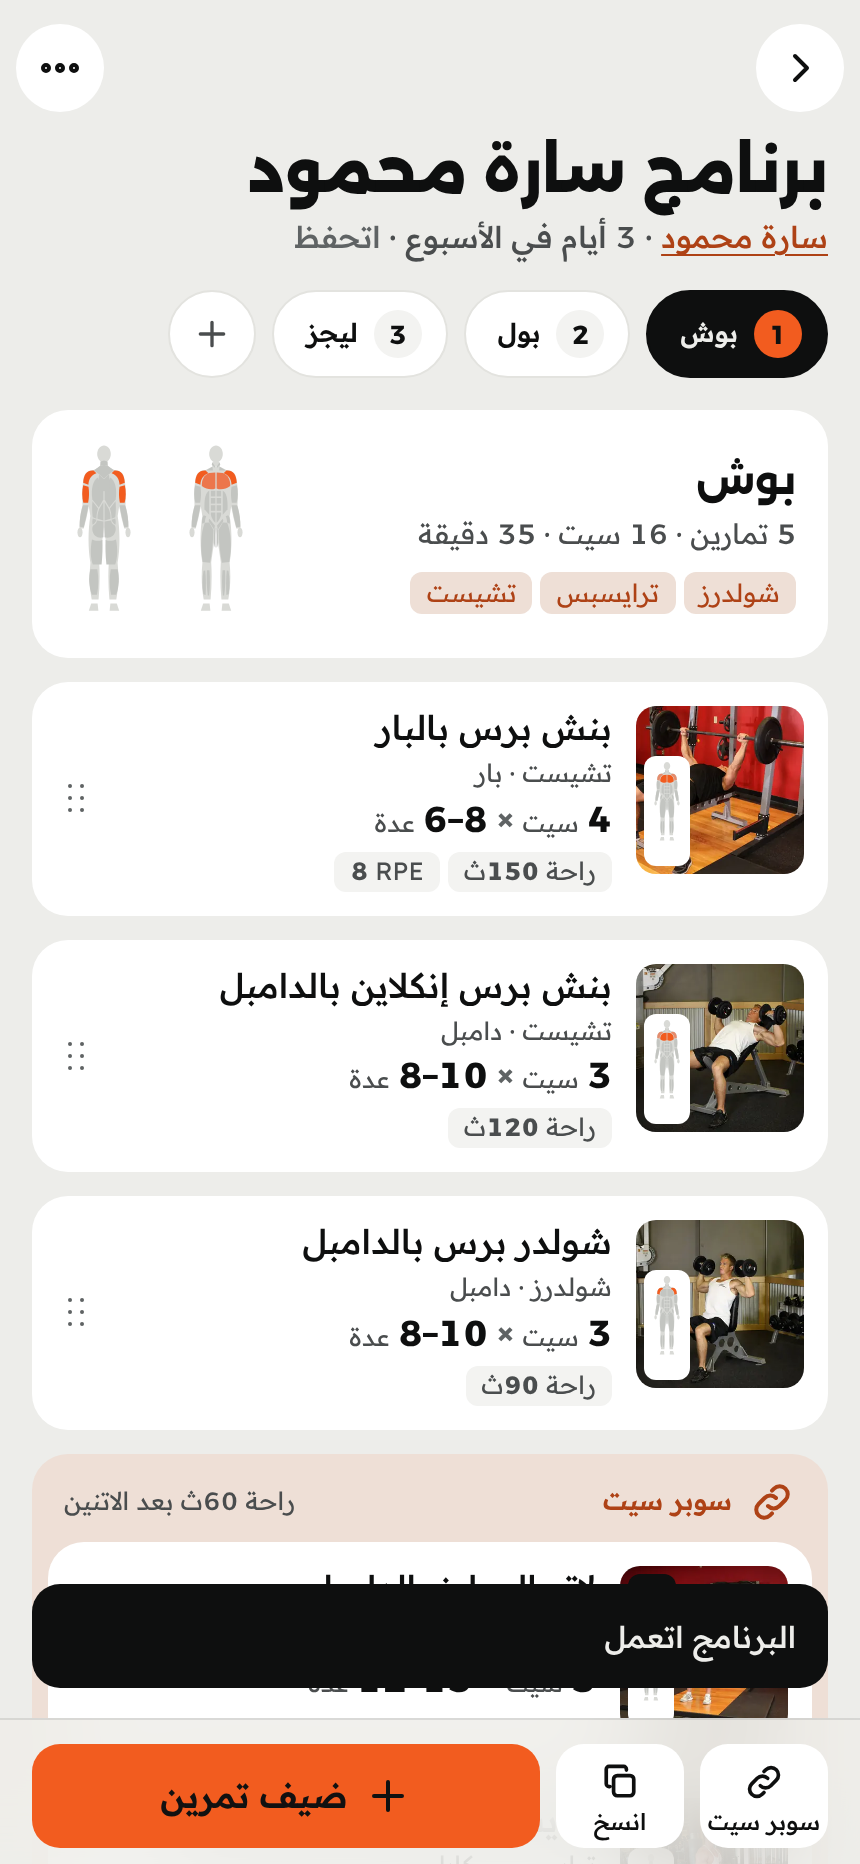 برنامج سارة محمود
سارة محمود · 3 أيام في الأسبوع · اتحفظ
1 بوش
2 بول
3 ليجز
بوش
5 تمارين · 16 سيت · 35 دقيقة
شولدرز ترايسبس تشيست
بنش برس بالبار
تشيست · بار
4 سيت × 6–8 عدة
راحة 150ث
8 RPE
بنش برس إنكلاين بالدامبل
تشيست · دامبل
3 سيت × 8–10 عدة
راحة 120ث
شولدر برس بالدامبل
شولدرز · دامبل
3 سيت × 8–10 عدة
راحة 90ث
سوبر سيت
راحة 60ث بعد الاتنين
البرنامج اتعمل
سوبر سيت
انسخ
ضيف تمرين